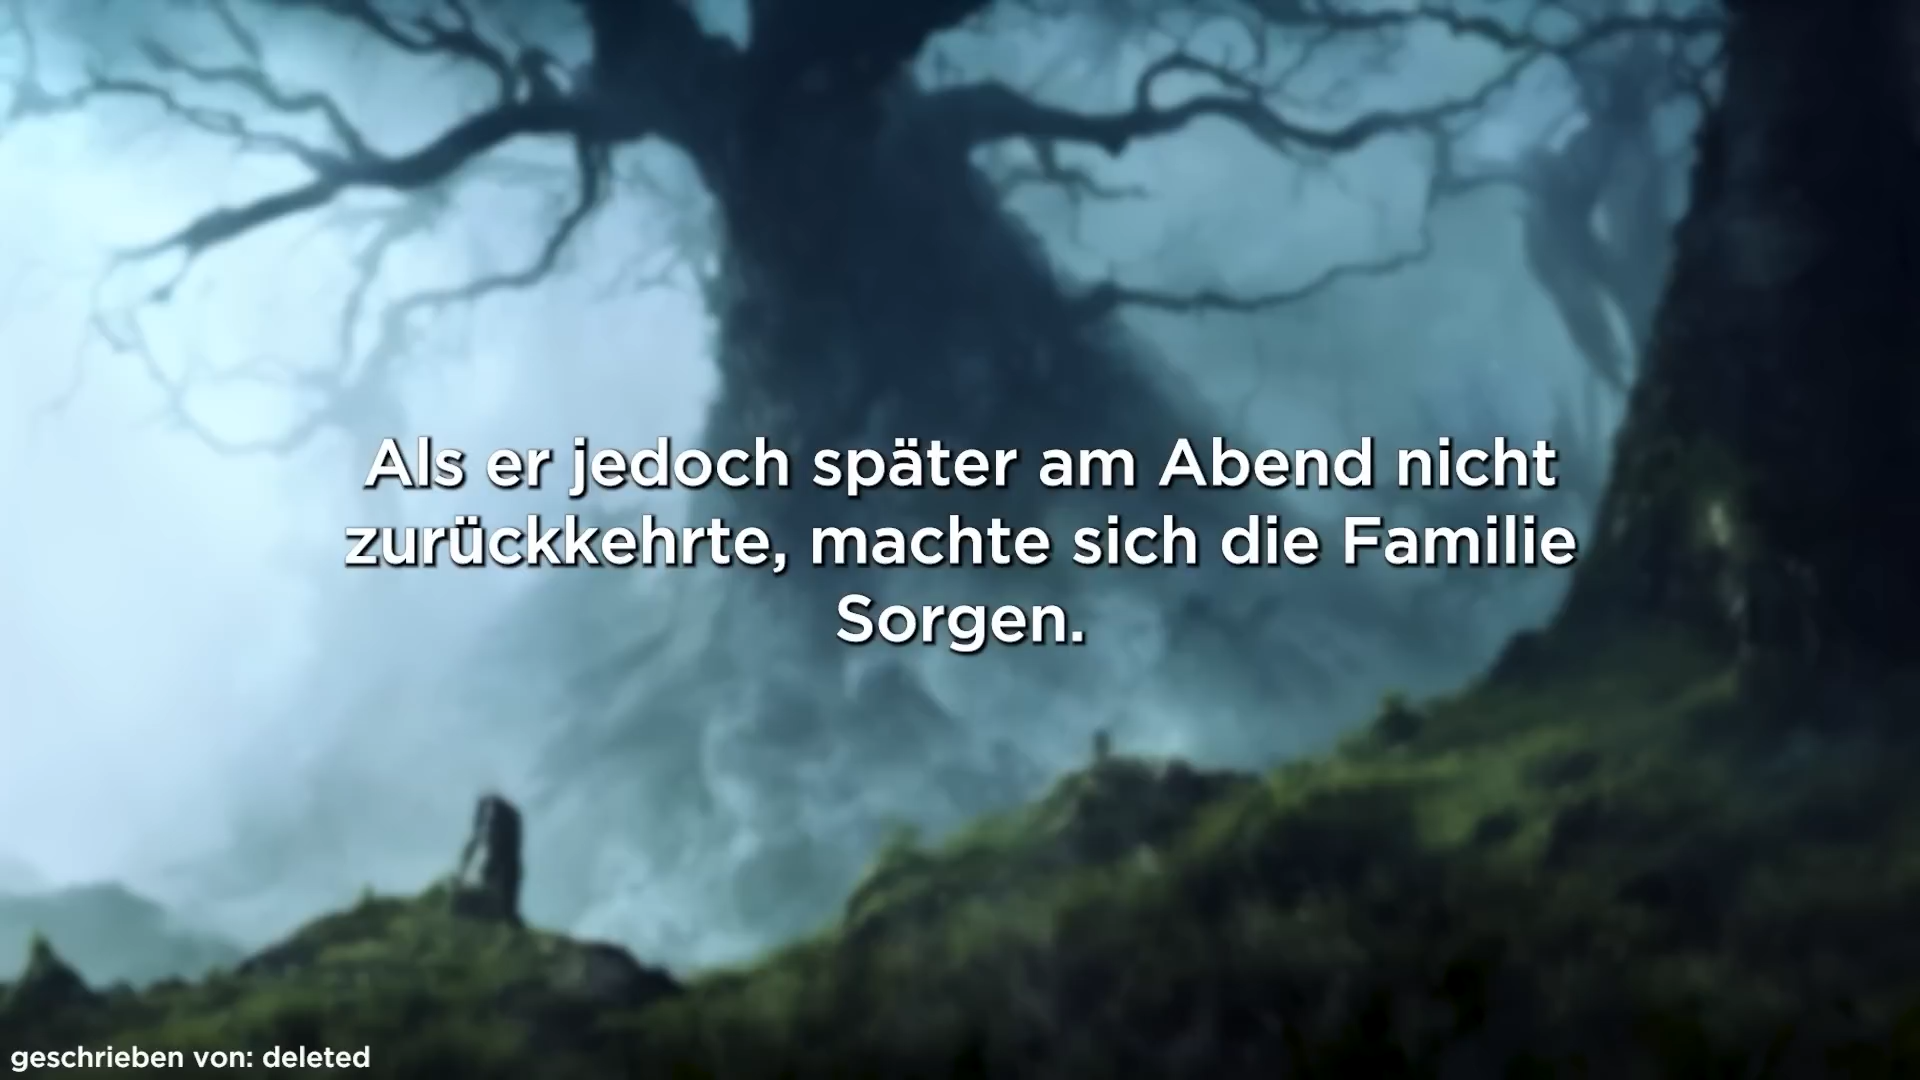 Als er jedoch später am Abend nicht
zurückkehrte, machte sich die Familie
Sorgen.
geschrieben von: deleted